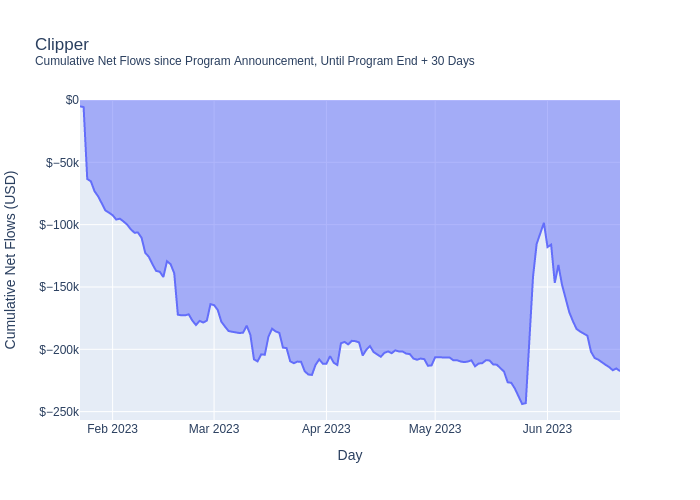 Clipper
Cumulative Net Flows since Program Announcement, Until Program End + 30 Days
$0
$−50k
$−100k
$−150k
$−200k
$−250k
Cumulative Net Flows (USD)
Feb 2023
Mar 2023
Apr 2023
May 2023
Jun 2023
Day